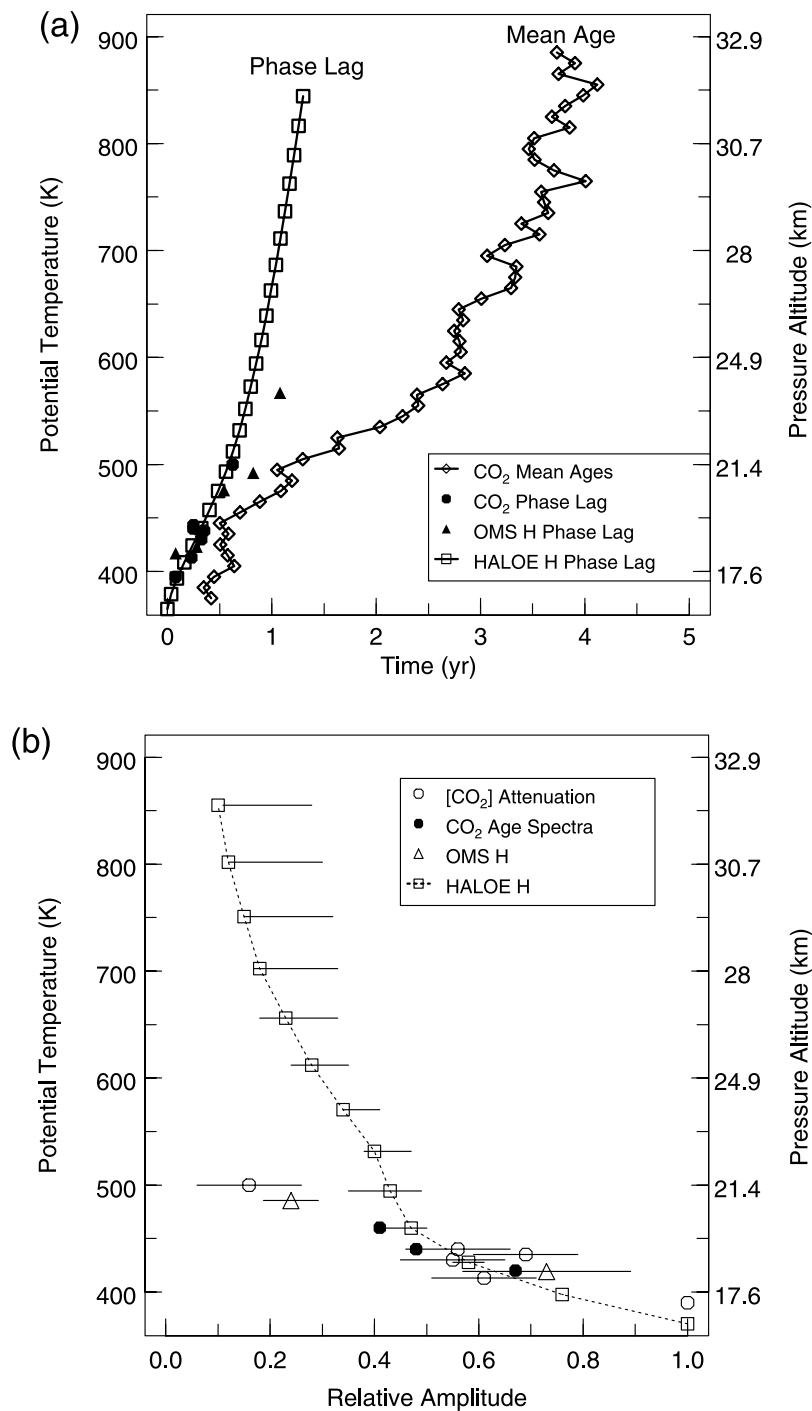 (a)
Phase Lag
Mean Age
900
800
700
600
500
400
Potential Temperature (K)
32.9
30.7
28
24.9
21.4
17.6
Pressure Altitude (km)
CO₂ Mean Ages
CO₂ Phase Lag
OMS H Phase Lag
HALOE H Phase Lag
0 1 2 3 4 5
Time (yr)
(b)
900
800
700
600
500
400
Potential Temperature (K)
32.9
30.7
28
24.9
21.4
17.6
Pressure Altitude (km)
[CO₂] Attenuation
CO₂ Age Spectra
OMS H
HALOE H
0.0 0.2 0.4 0.6 0.8 1.0
Relative Amplitude